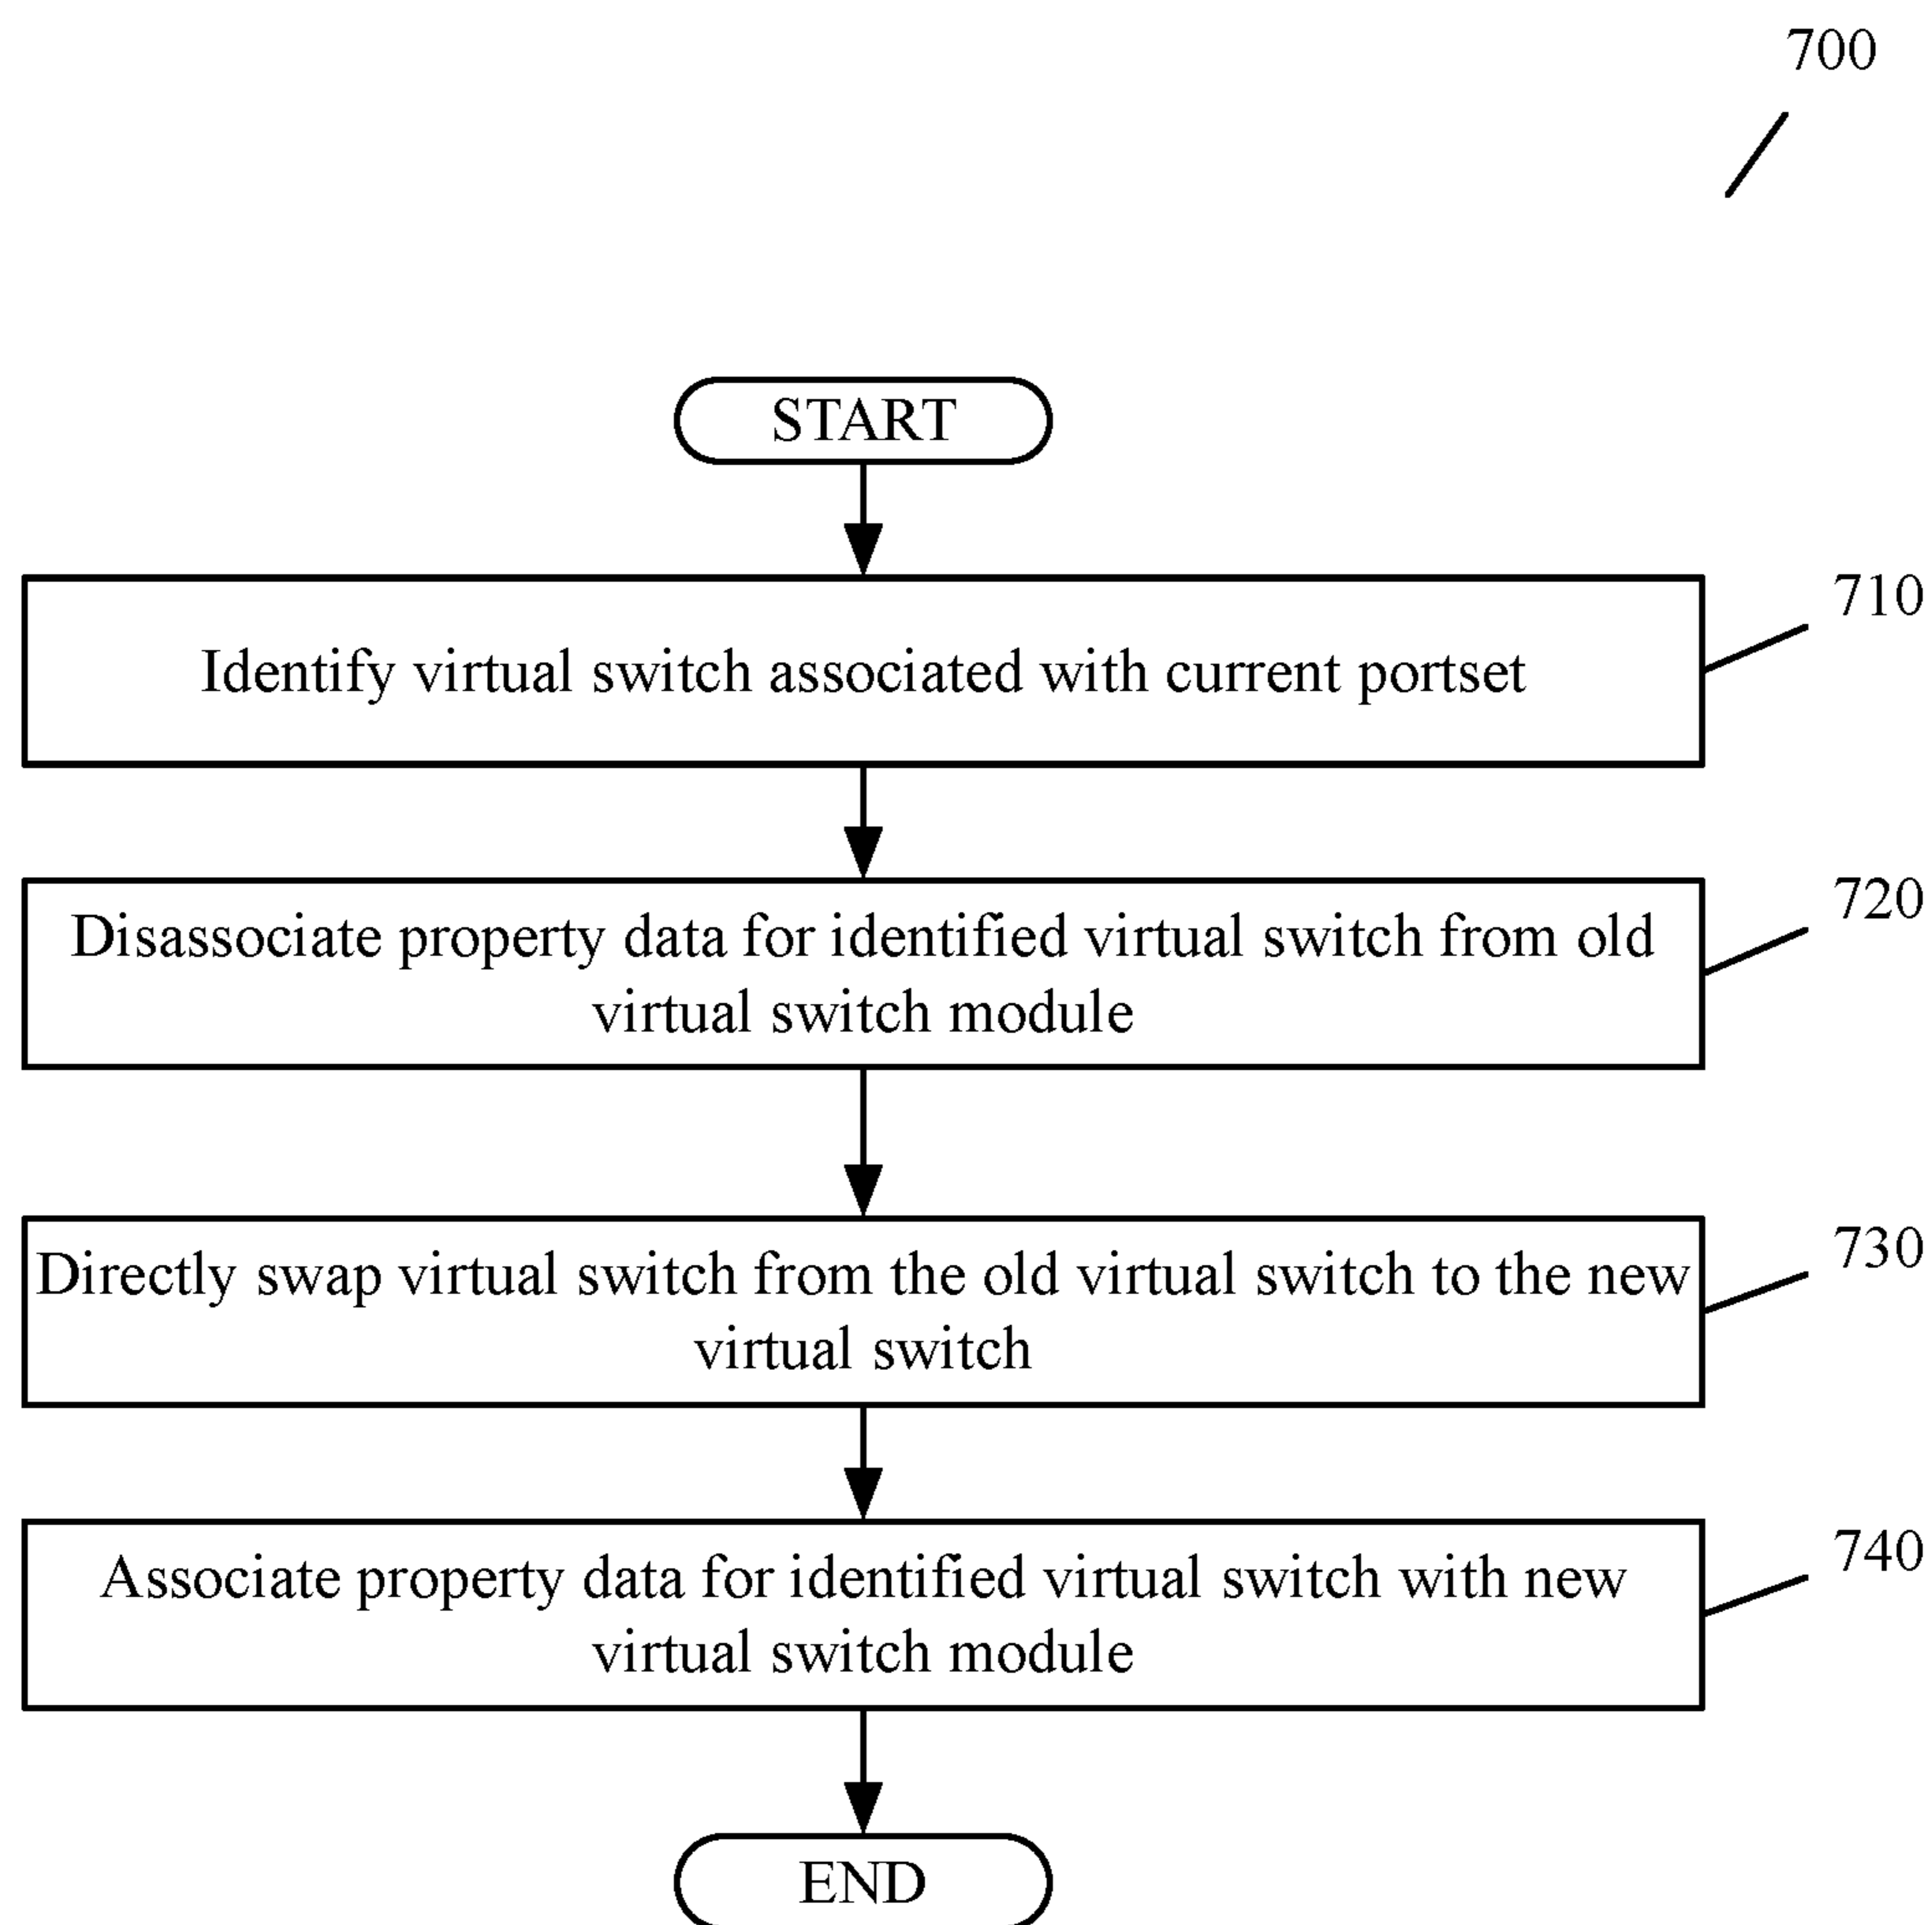 700
START
Identify virtual switch associated with current portset
710
Disassociate property data for identified virtual switch from old
virtual switch module
720
Directly swap virtual switch from the old virtual switch to the new
virtual switch
730
Associate property data for identified virtual switch with new
virtual switch module
740
END